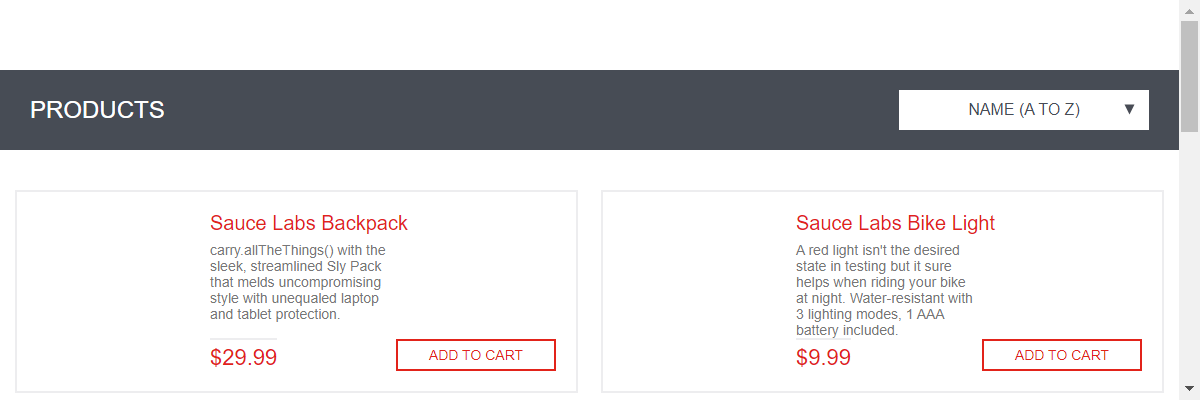 PRODUCTS
NAME (A TO Z) ▼
Sauce Labs Backpack
carry.allTheThings() with the
sleek, streamlined Sly Pack
that melds uncompromising
style with unequaled laptop
and tablet protection.
$29.99
ADD TO CART
Sauce Labs Bike Light
A red light isn't the desired
state in testing but it sure
helps when riding your bike
at night. Water-resistant with
3 lighting modes, 1 AAA
battery included.
$9.99
ADD TO CART